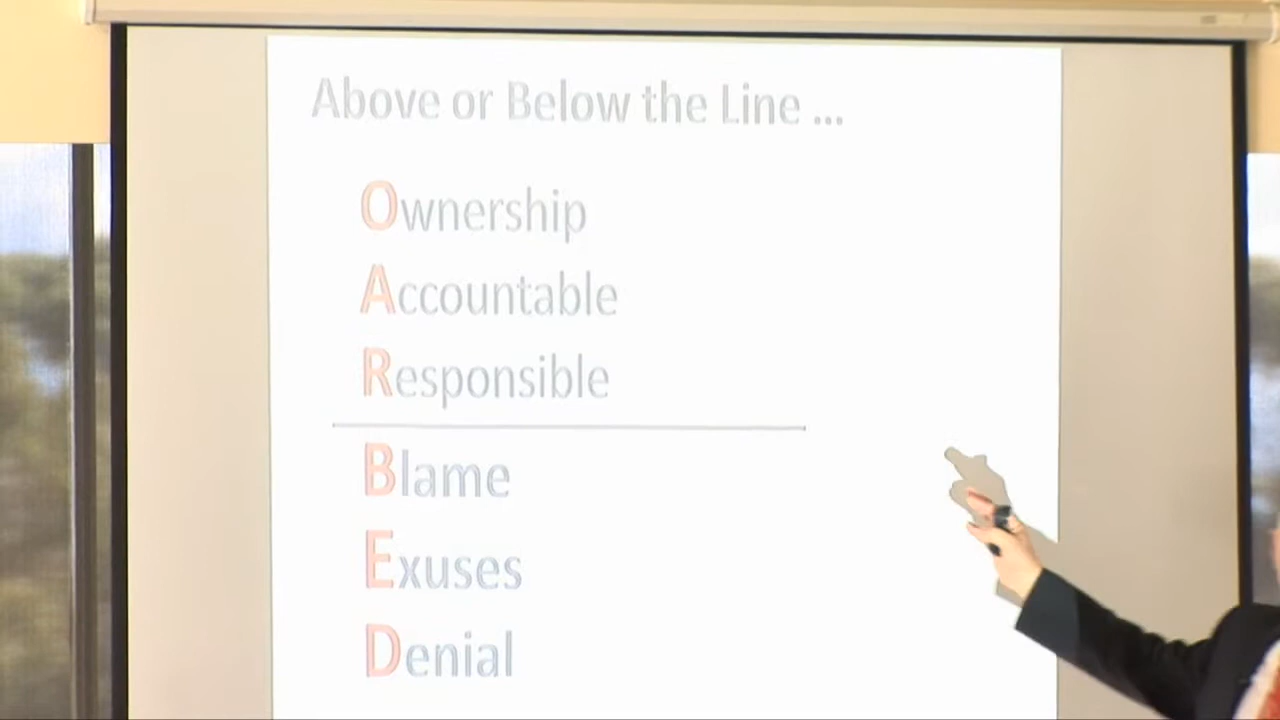 Above or Below the Line ...
Ownership
Accountable
Responsible
Blame
Exuses
Denial